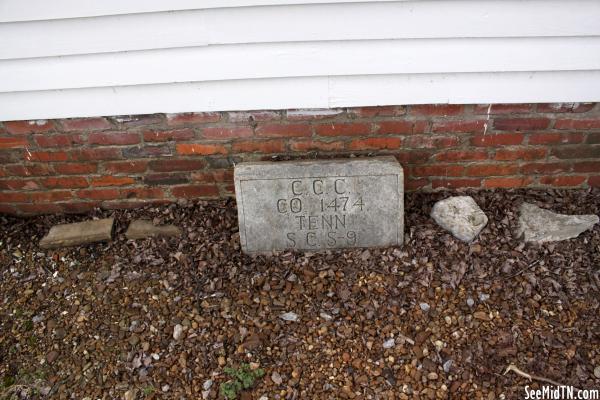 C.C.C.
CO 1474.
TENN
S.C.S-9
SeeMidTN.com